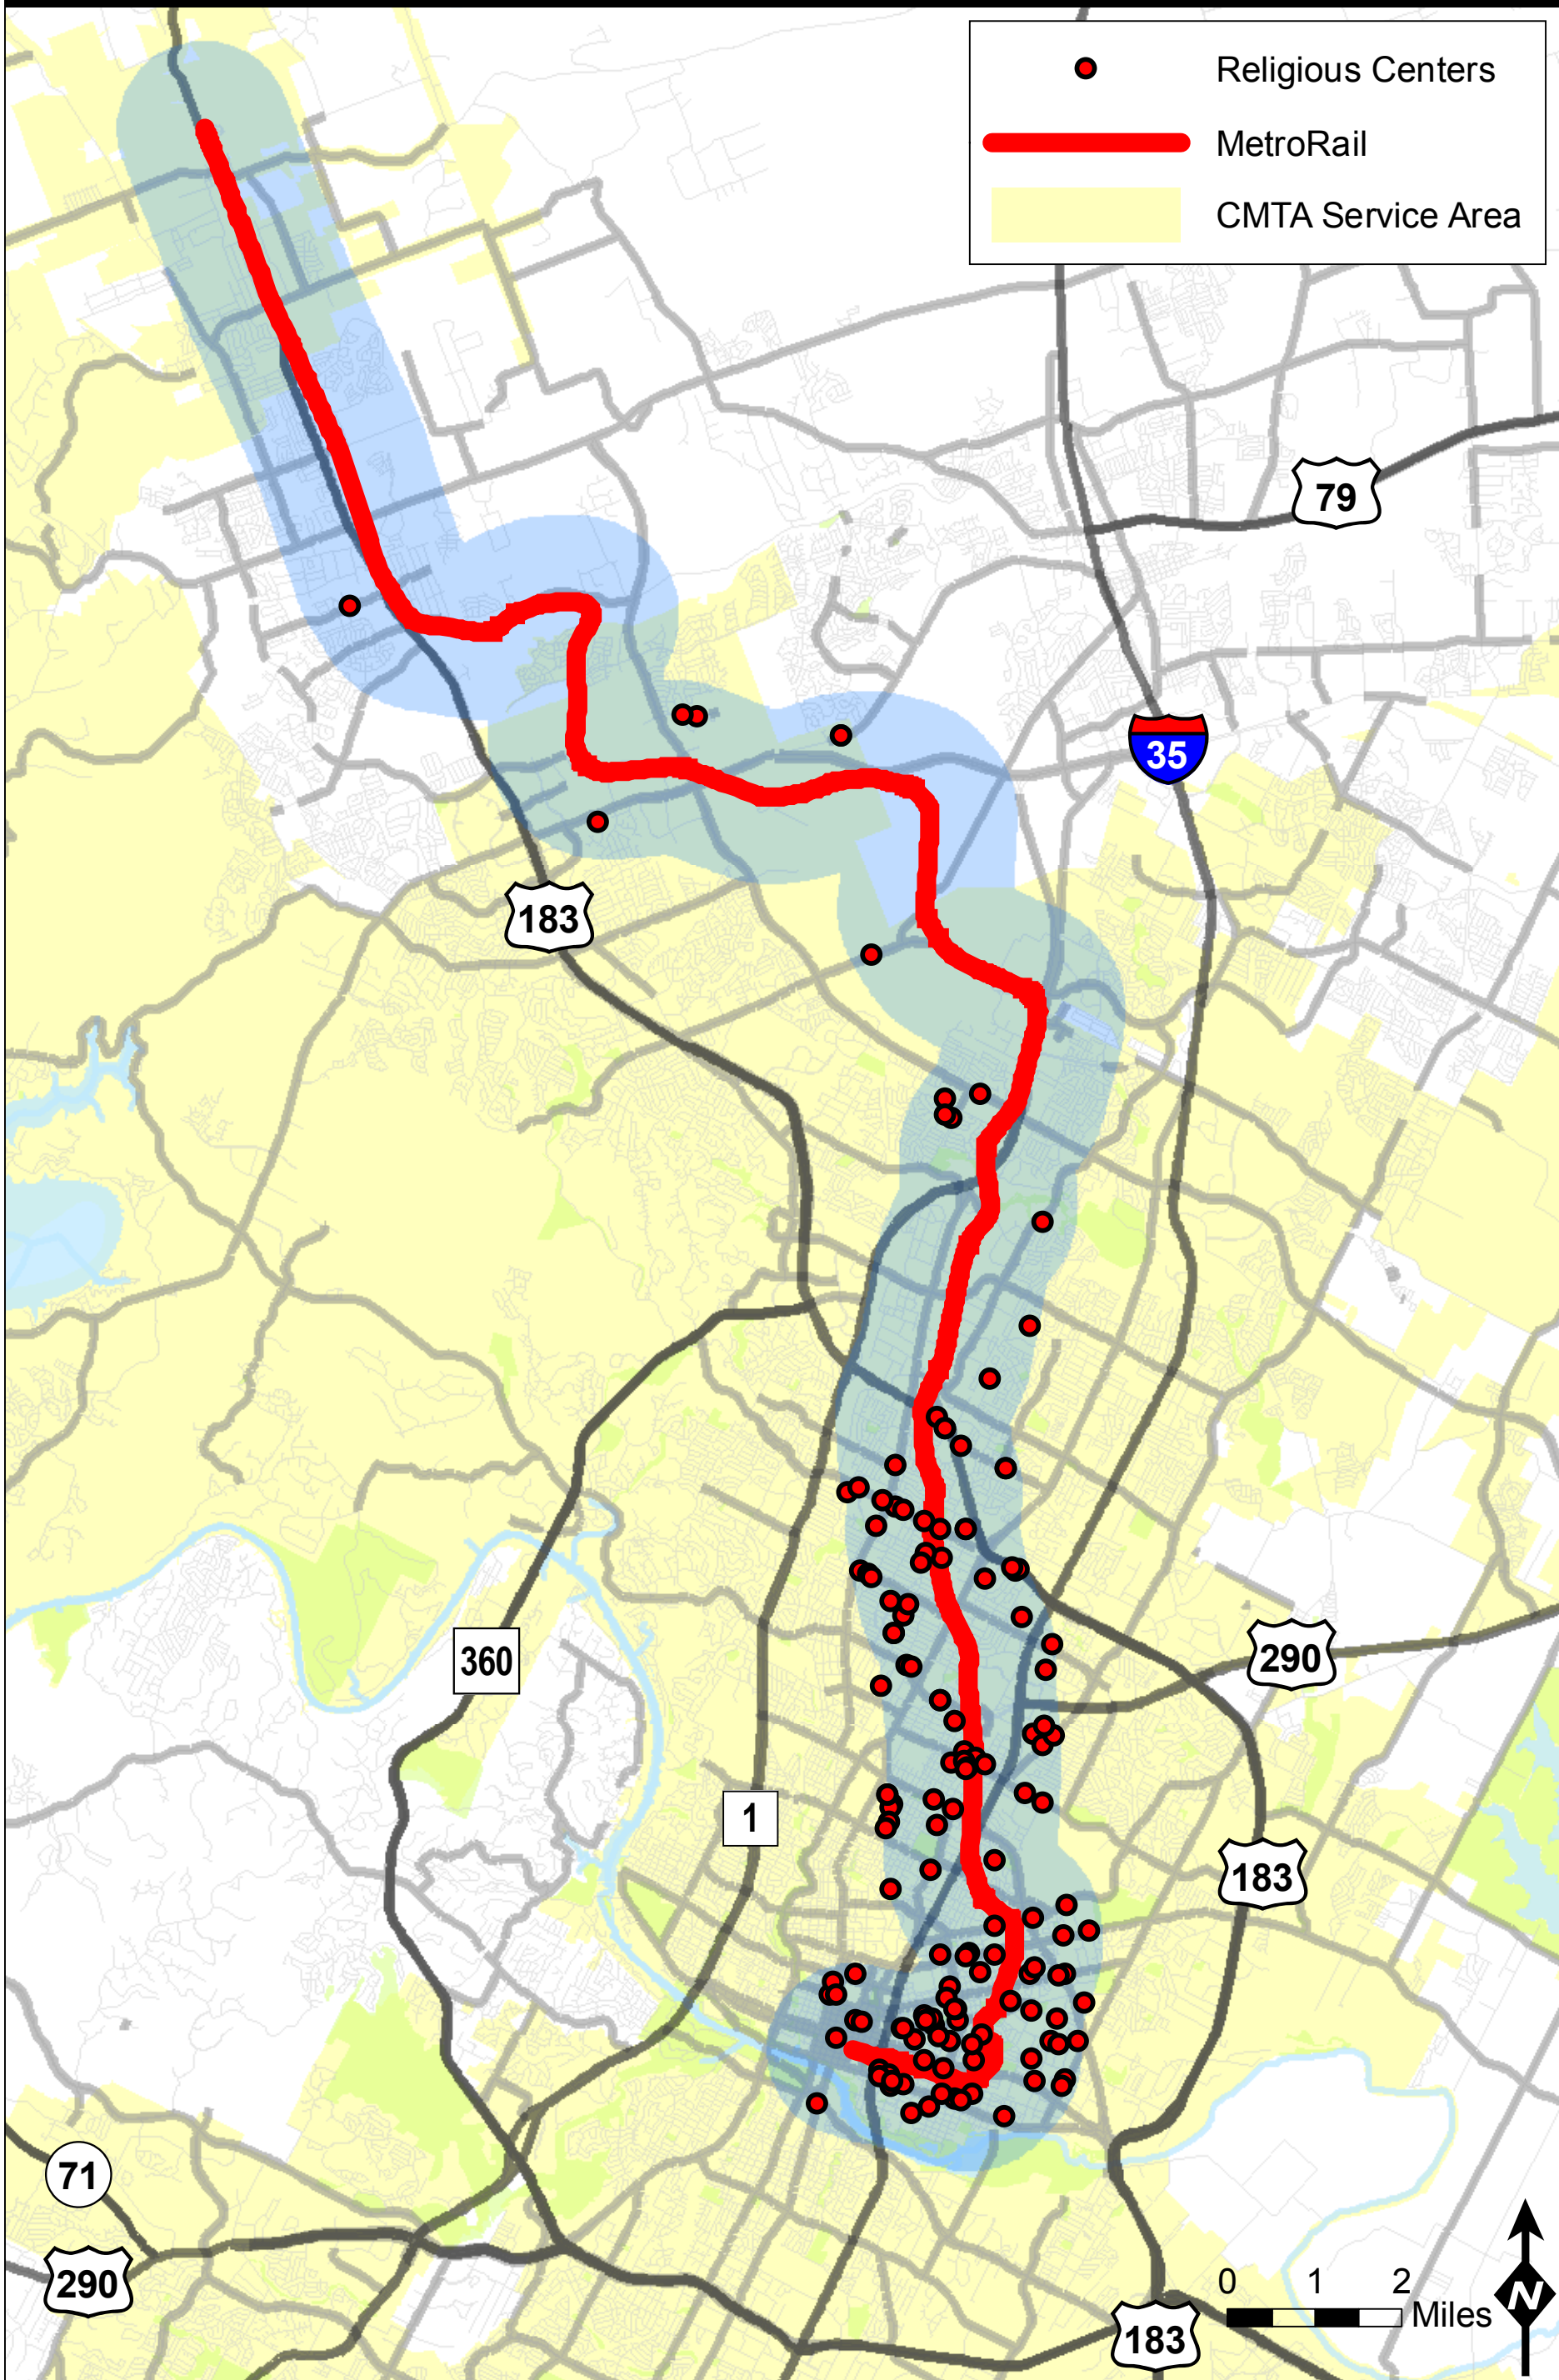 Religious Centers
MetroRail
CMTA Service Area
79
35
183
360
290
1
183
71
290
0 1 2
Miles
N
183